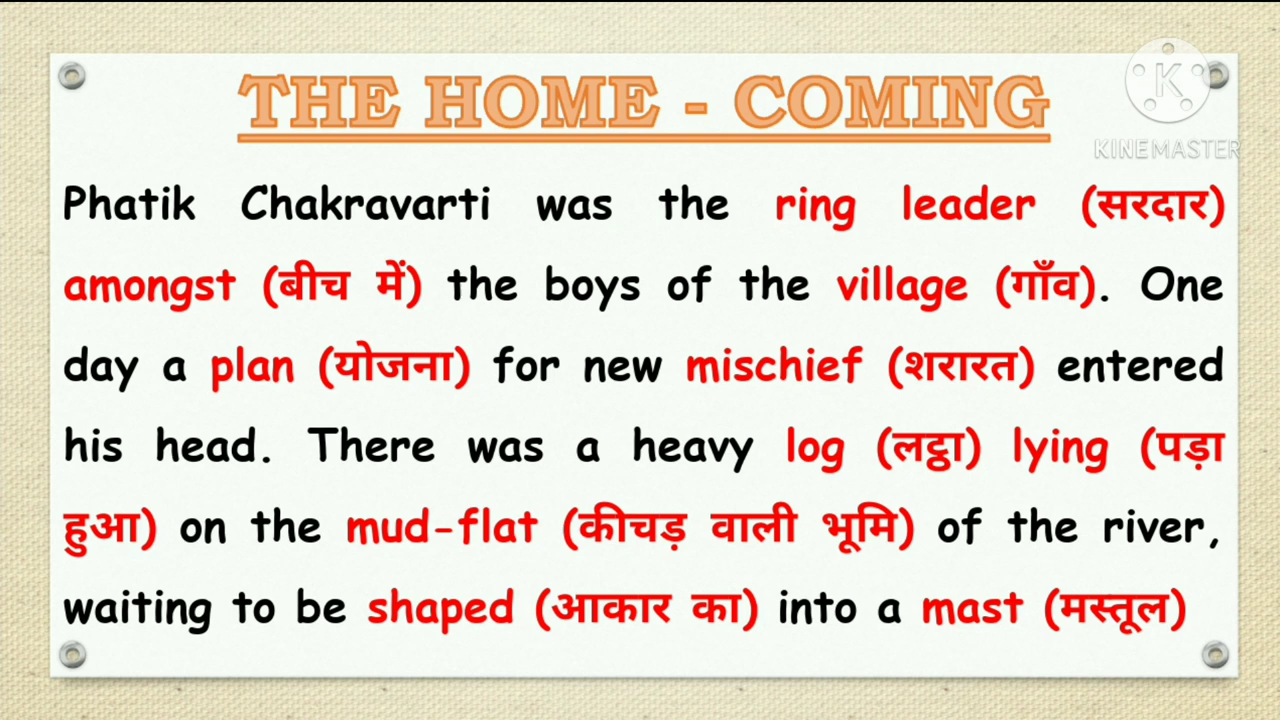 THE HOME - COMING
K
KINEMASTER
Phatik Chakravarti was the ring leader (सरदार)
amongst (बीच में) the boys of the village (गाँव). One
day a plan (योजना) for new mischief (शरारत) entered
his head. There was a heavy log (लट्ठा) lying (पड़ा
हुआ) on the mud-flat (कीचड़ वाली भूमि) of the river,
waiting to be shaped (आकार का) into a mast (मस्तूल)